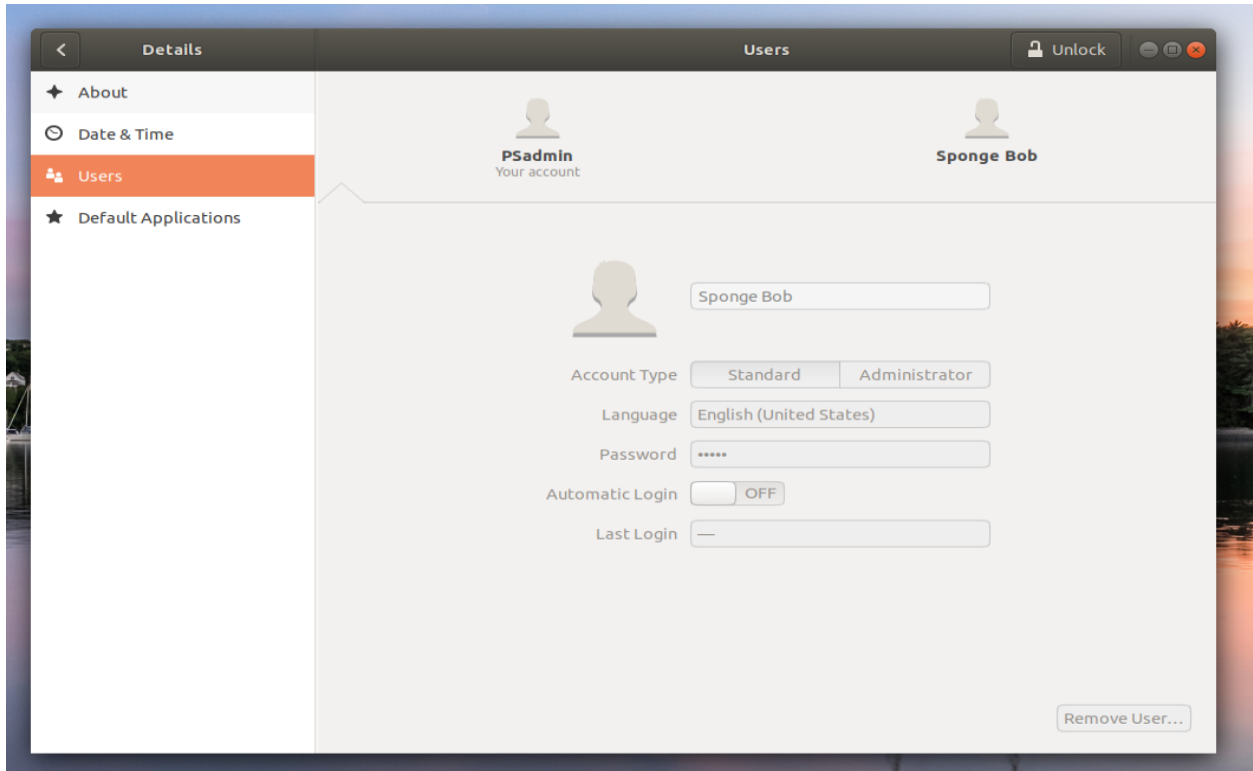 Details
Users
Unlock
About
Date & Time
Users
Default Applications
PSadmin
Your account
Sponge Bob
Sponge Bob
Account Type Standard Administrator
Language English (United States)
Password •••••
Automatic Login OFF
Last Login —
Remove User...